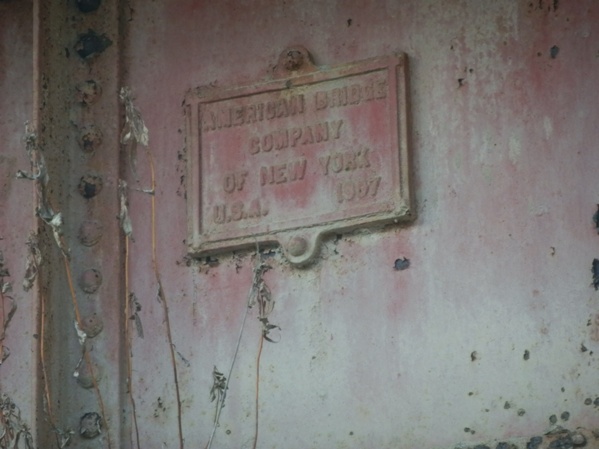 AMERICAN BRIDGE
COMPANY
OF NEW YORK
U.S.A. 1907